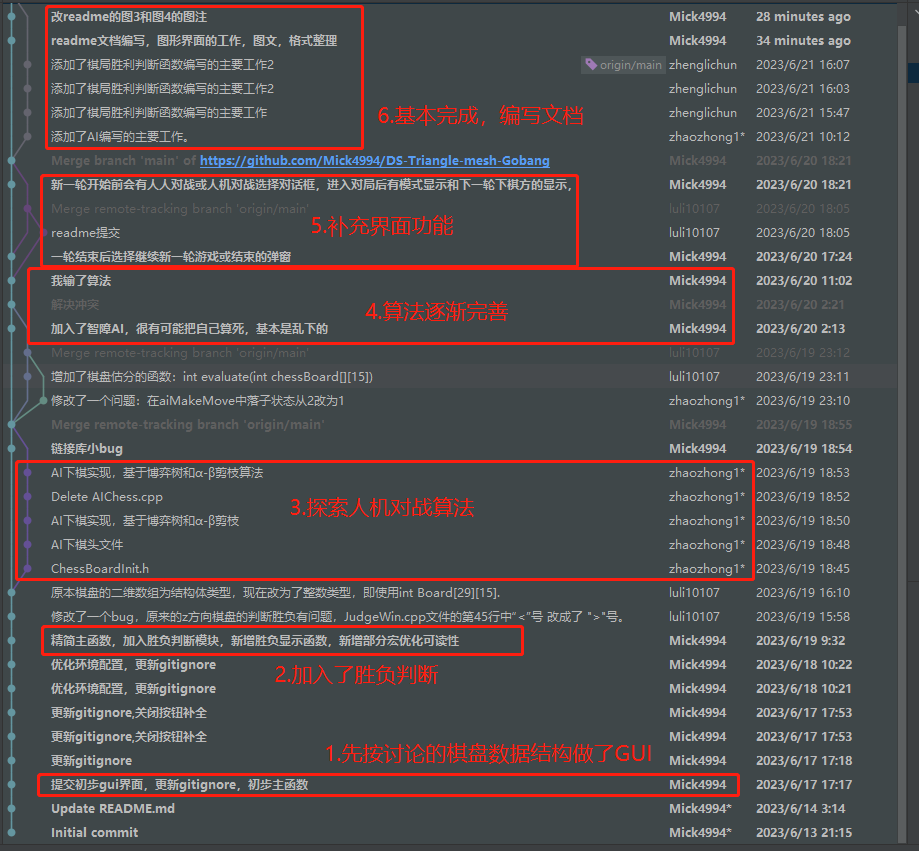 改readme的图3和图4的图注 Mick4994 28 minutes ago
readme文档编写，图形界面的工作，图文，格式整理 Mick4994 34 minutes ago
添加了棋局胜利判断函数编写的主要工作2 origin/main zhenglichun 2023/6/21 16:07
添加了棋局胜利判断函数编写的主要工作2 zhenglichun 2023/6/21 16:03
添加了棋局胜利判断函数编写的主要工作 zhenglichun 2023/6/21 15:47
6.基本完成，编写文档
添加了AI编写的主要工作。 zhaozhong1* 2023/6/21 10:12
Merge branch 'main' of https://github.com/Mick4994/DS-Triangle-mesh-Gobang Mick4994 2023/6/20 18:21
新一轮开始前会有人人对战或人机对战选择对话框，进入对局后有模式显示和下一轮下棋方的显示， Mick4994 2023/6/20 18:21
Merge remote-tracking branch 'origin/main' luli10107 2023/6/20 18:05
5.补充界面功能
readme提交 luli10107 2023/6/20 18:05
一轮结束后选择继续新一轮游戏或结束的弹窗 Mick4994 2023/6/20 17:24
我输了算法 Mick4994 2023/6/20 11:02
解决冲突 Mick4994 2023/6/20 2:21
4.算法逐渐完善
加入了智障AI，很有可能把自己算死，基本是乱下的 Mick4994 2023/6/20 2:13
Merge remote-tracking branch 'origin/main' luli10107 2023/6/19 23:12
增加了棋盘估分的函数：int evaluate(int chessBoard[][15]) luli10107 2023/6/19 23:11
修改了一个问题：在aiMakeMove中落子状态从2改为1 zhaozhong1* 2023/6/19 23:10
Merge remote-tracking branch 'origin/main' Mick4994 2023/6/19 18:55
链接库小bug Mick4994 2023/6/19 18:54
AI下棋实现，基于博弈树和α-β剪枝算法 zhaozhong1* 2023/6/19 18:53
Delete AIChess.cpp zhaozhong1* 2023/6/19 18:52
3.探索人机对战算法
AI下棋实现，基于博弈树和α-β剪枝 zhaozhong1* 2023/6/19 18:50
AI下棋头文件 zhaozhong1* 2023/6/19 18:48
ChessBoardInit.h zhaozhong1* 2023/6/19 18:45
原本棋盘的二维数组为结构体类型，现在改为了整数类型，即使用int Board[29][15]. luli10107 2023/6/19 16:10
修改了一个bug，原来的z方向棋盘的判断胜负有问题，JudgeWin.cpp文件的第45行中“<”号 改成了 ">"号。 luli10107 2023/6/19 15:58
精简主函数，加入胜负判断模块，新增胜负显示函数，新增部分宏优化可读性 Mick4994 2023/6/19 9:32
优化环境配置，更新gitignore Mick4994 2023/6/18 10:22
2.加入了胜负判断
优化环境配置，更新gitignore Mick4994 2023/6/18 10:21
更新gitignore,关闭按钮补全 Mick4994 2023/6/17 17:53
更新gitignore,关闭按钮补全 Mick4994 2023/6/17 17:53
1.先按讨论的棋盘数据结构做了GUI
更新gitignore Mick4994 2023/6/17 17:18
提交初步gui界面，更新gitignore，初步主函数 Mick4994 2023/6/17 17:17
Update README.md Mick4994* 2023/6/14 3:14
Initial commit Mick4994* 2023/6/13 21:15